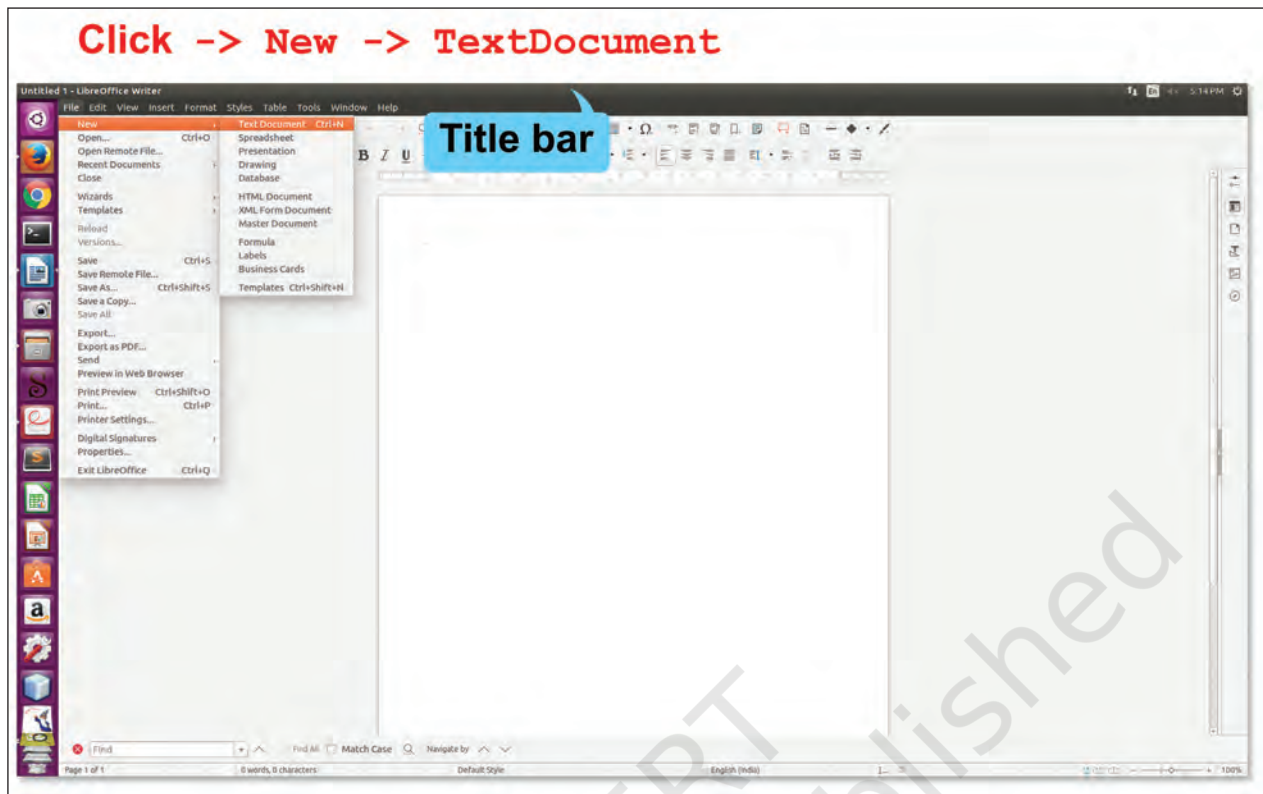 Click -> New -> TextDocument
Untitled 1 - LibreOffice Writer
En 5:14 PM
File Edit View Insert Format Styles Table Tools Window Help
Title bar
New
Open... Ctrl+O
Open Remote File...
Recent Documents
Close
Wizards
Templates
Reload
Versions...
Save Ctrl+S
Save Remote File...
Save As... Ctrl+Shift+S
Save a Copy...
Save All
Export...
Export as PDF...
Send
Preview in Web Browser
Print Preview Ctrl+Shift+O
Print... Ctrl+P
Printer Settings...
Digital Signatures
Properties...
Exit LibreOffice Ctrl+Q
Text Document Ctrl+N
Spreadsheet
Presentation
Drawing
Database
HTML Document
XML Form Document
Master Document
Formula
Labels
Business Cards
Templates Ctrl+Shift+N
B I U
Find Find All Match Case Navigate by
Page 1 of 1 0 words, 0 characters Default Style English (India) 100%